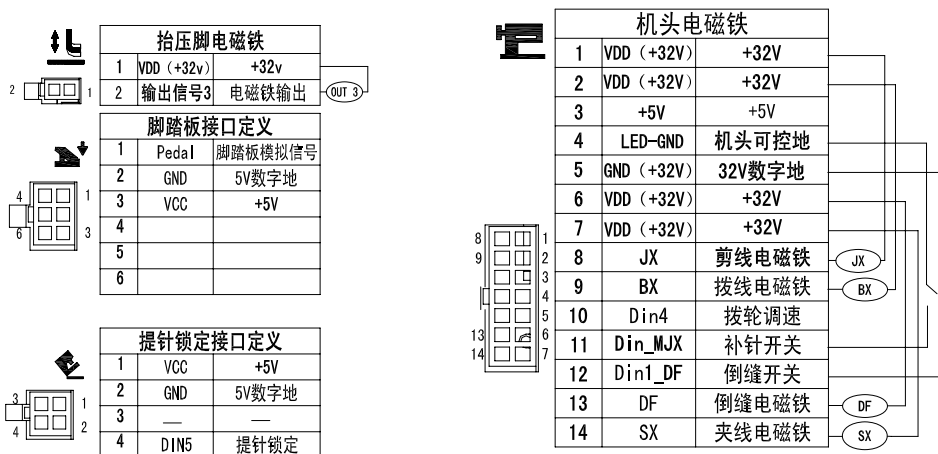 抬压脚电磁铁
1 VDD (+32v) +32v
2 输出信号3 电磁铁输出 OUT 3
2 1
脚踏板接口定义
1 Pedal 脚踏板模拟信号
2 GND 5V数字地
3 VCC +5V
4
5
6
4 1
6 3
提针锁定接口定义
1 VCC +5V
2 GND 5V数字地
3 — —
4 DIN5 提针锁定
3 1
4 2
机头电磁铁
1 VDD (+32V) +32V
2 VDD (+32V) +32V
3 +5V +5V
4 LED-GND 机头可控地
5 GND (+32V) 32V数字地
6 VDD (+32V) +32V
7 VDD (+32V) +32V
8 JX 剪线电磁铁 JX
9 BX 拨线电磁铁 BX
10 Din4 拨轮调速
11 Din_MJX 补针开关
12 Din1_DF 倒缝开关
13 DF 倒缝电磁铁 DF
14 SX 夹线电磁铁 SX
8 1
9 2
3
4
5
13 6
14 7